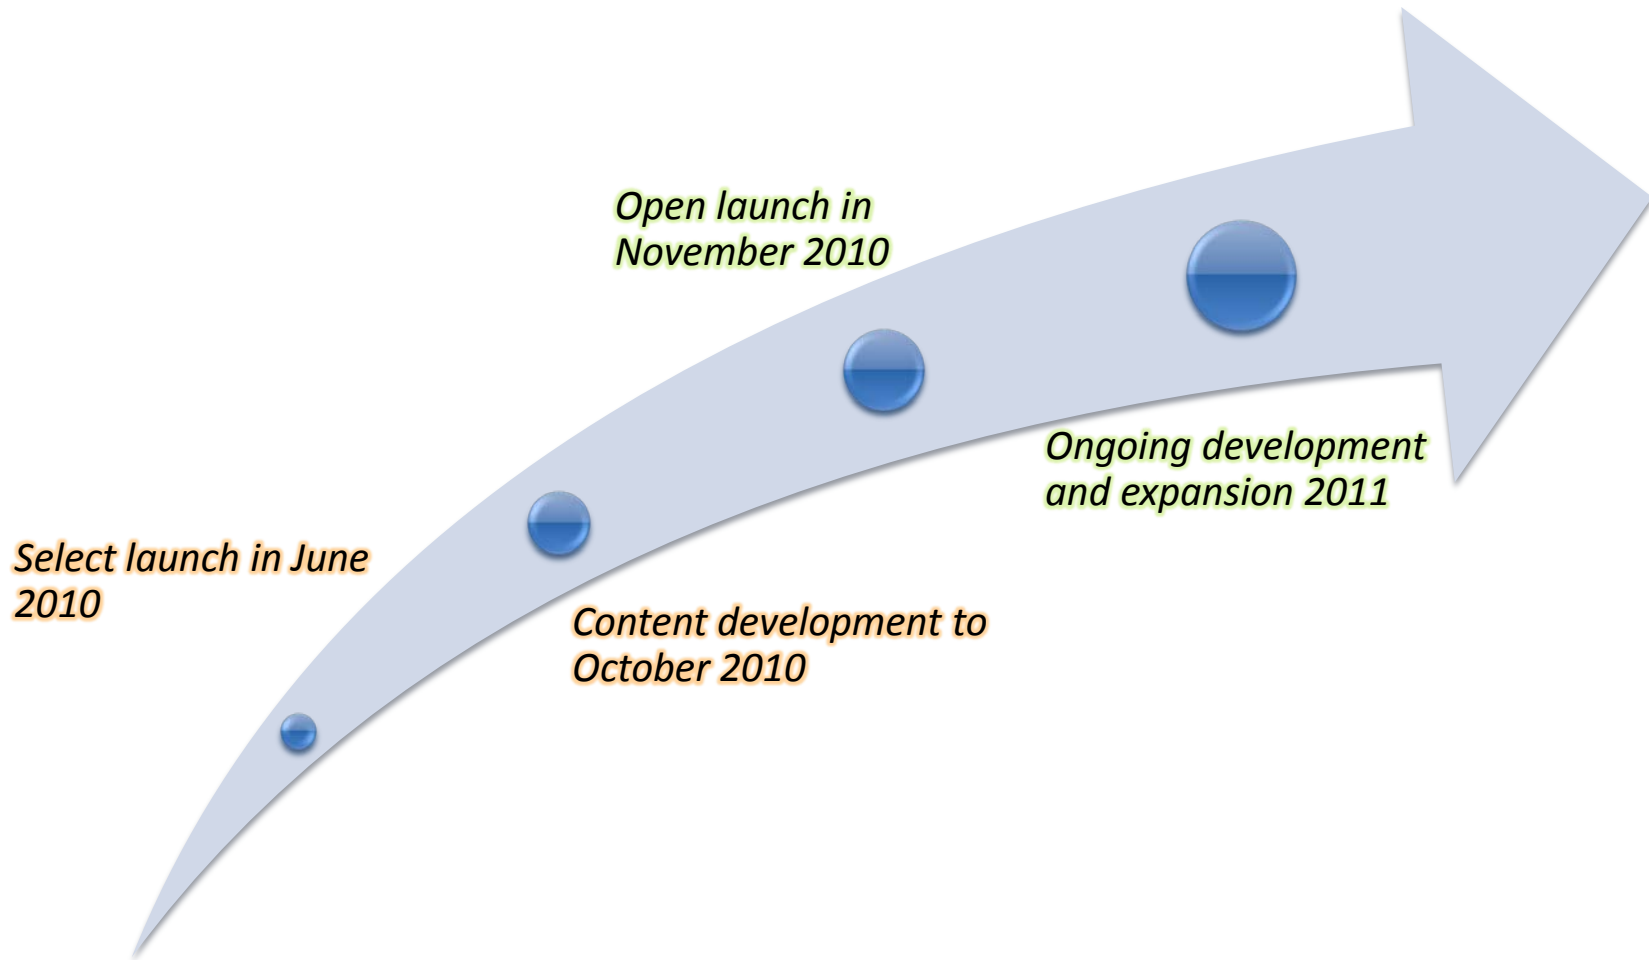 Open launch in
November 2010
Ongoing development
and expansion 2011
Select launch in June
2010
Content development to
October 2010